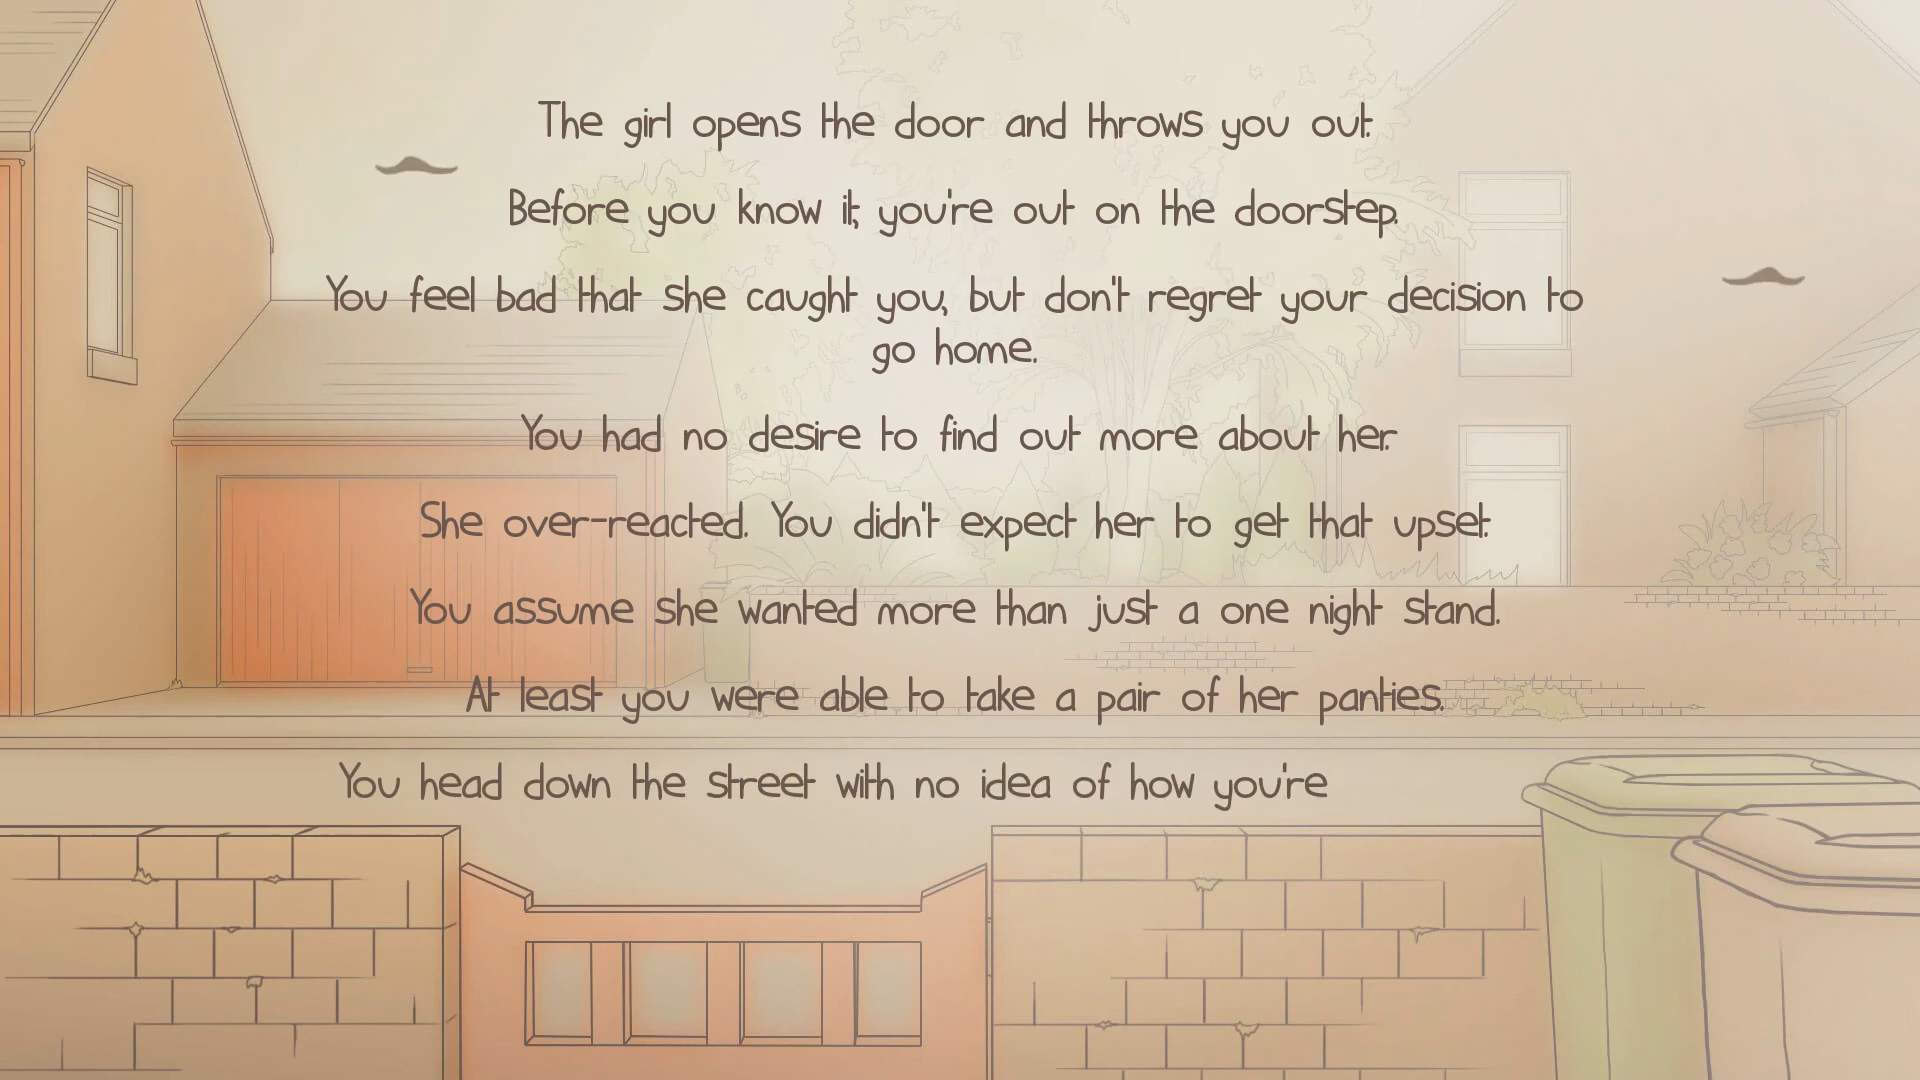 The girl opens the door and throws you out.
Before you know it, you're out on the doorstep.
You feel bad that she caught you, but don't regret your decision to
go home.
You had no desire to find out more about her.
She over-reacted. You didn't expect her to get that upset.
You assume she wanted more than just a one night stand.
At least you were able to take a pair of her panties.
You head down the street with no idea of how you're